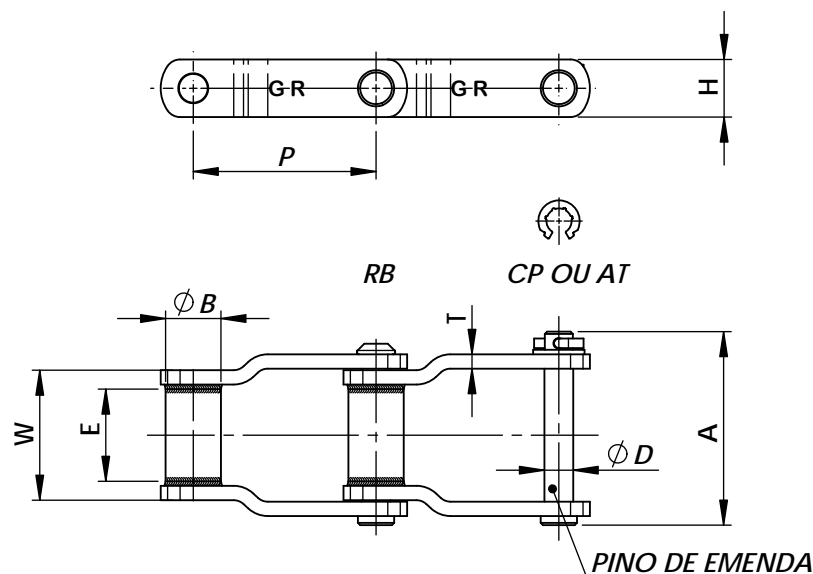 G-R
G-R
H
P
RB
CP OU AT
Ø B
T
W
E
A
Ø D
PINO DE EMENDA